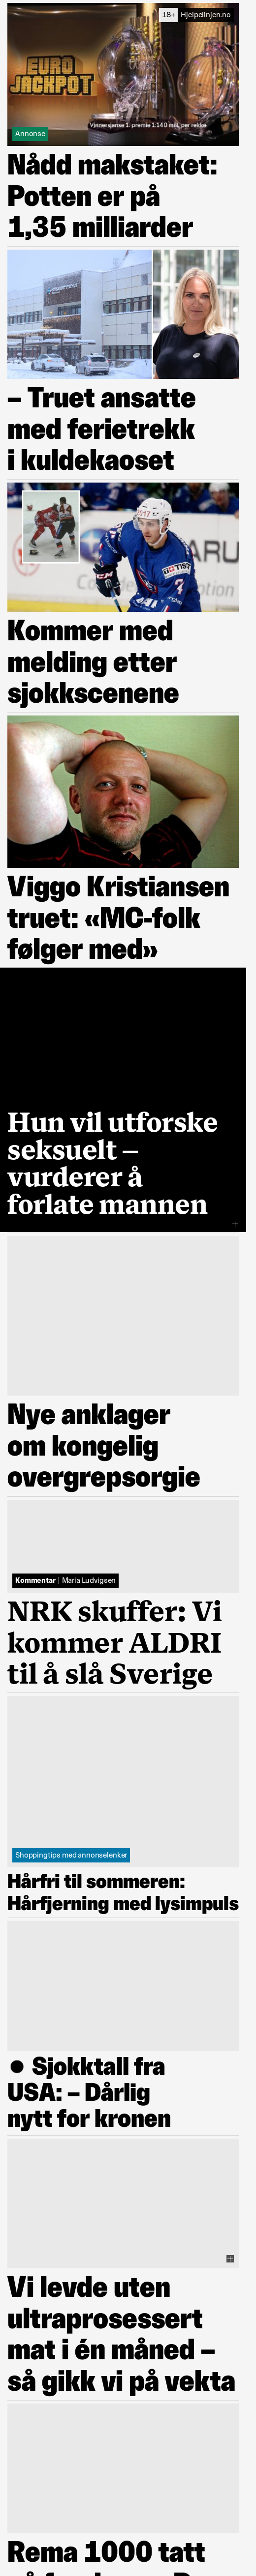 18+ Hjelpelinjen.no
EURO
JACKPOT
Vinnersjanse 1. premie 1:140 mill. per rekke
Annonse
Nådd makstaket:
Potten er på
1,35 milliarder
– Truet ansatte
med ferietrekk
i kuldekaoset
Kommer med
melding etter
sjokkscenene
Viggo Kristiansen
truet: «MC-folk
følger med»
Hun vil utforske
seksuelt –
vurderer å
forlate mannen
Nye anklager
om kongelig
overgrepsorgie
Kommentar | Maria Ludvigsen
NRK skuffer: Vi
kommer ALDRI
til å slå Sverige
Shoppingtips med annonselenker
Hårfri til sommeren:
Hårfjerning med lysimpuls
● Sjokktall fra
USA: – Dårlig
nytt for kronen
Vi levde uten
ultraprosessert
mat i én måned –
så gikk vi på vekta
Rema 1000 tatt